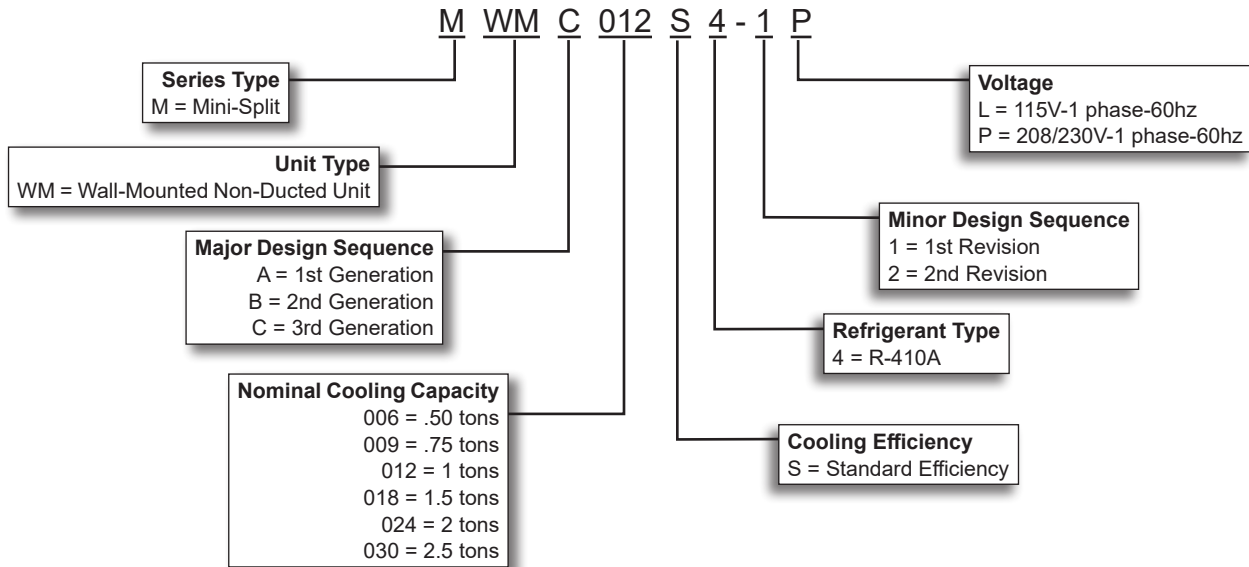 M WM C 012 S 4 - 1 P
Series Type
M = Mini-Split
Unit Type
WM = Wall-Mounted Non-Ducted Unit
Major Design Sequence
A = 1st Generation
B = 2nd Generation
C = 3rd Generation
Nominal Cooling Capacity
006 = .50 tons
009 = .75 tons
012 = 1 tons
018 = 1.5 tons
024 = 2 tons
030 = 2.5 tons
Voltage
L = 115V-1 phase-60hz
P = 208/230V-1 phase-60hz
Minor Design Sequence
1 = 1st Revision
2 = 2nd Revision
Refrigerant Type
4 = R-410A
Cooling Efficiency
S = Standard Efficiency